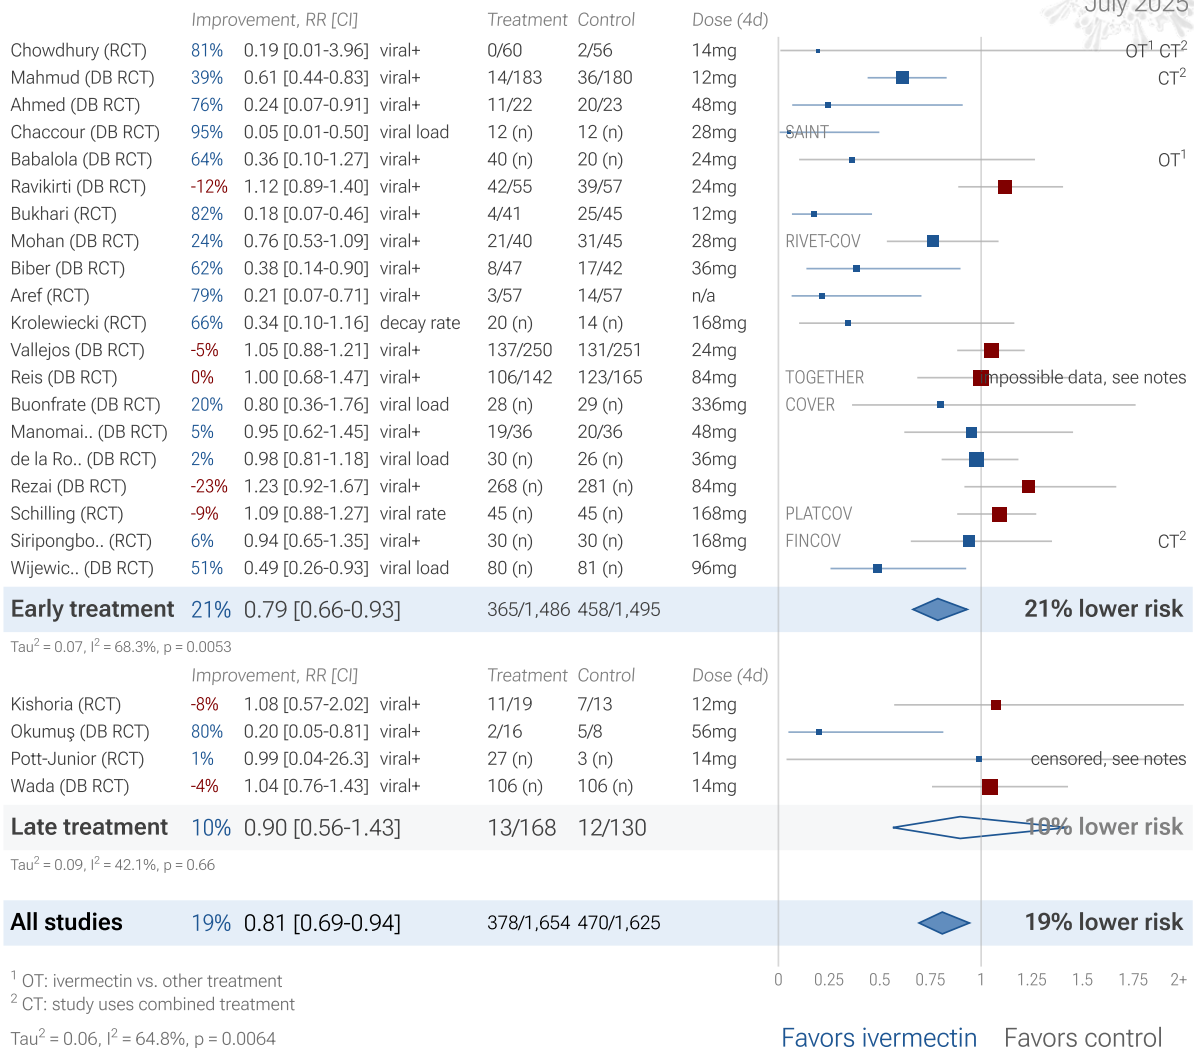 July 2025
Improvement, RR [CI] Treatment Control Dose (4d)
Chowdhury (RCT) 81% 0.19 [0.01-3.96] viral+ 0/60 2/56 14mg OT¹ CT²
Mahmud (DB RCT) 39% 0.61 [0.44-0.83] viral+ 14/183 36/180 12mg CT²
Ahmed (DB RCT) 76% 0.24 [0.07-0.91] viral+ 11/22 20/23 48mg
Chaccour (DB RCT) 95% 0.05 [0.01-0.50] viral load 12 (n) 12 (n) 28mg SAINT
Babalola (DB RCT) 64% 0.36 [0.10-1.27] viral+ 40 (n) 20 (n) 24mg OT¹
Ravikirti (DB RCT) -12% 1.12 [0.89-1.40] viral+ 42/55 39/57 24mg
Bukhari (RCT) 82% 0.18 [0.07-0.46] viral+ 4/41 25/45 12mg
Mohan (DB RCT) 24% 0.76 [0.53-1.09] viral+ 21/40 31/45 28mg RIVET-COV
Biber (DB RCT) 62% 0.38 [0.14-0.90] viral+ 8/47 17/42 36mg
Aref (RCT) 79% 0.21 [0.07-0.71] viral+ 3/57 14/57 n/a
Krolewiecki (RCT) 66% 0.34 [0.10-1.16] decay rate 20 (n) 14 (n) 168mg
Vallejos (DB RCT) -5% 1.05 [0.88-1.21] viral+ 137/250 131/251 24mg
Reis (DB RCT) 0% 1.00 [0.68-1.47] viral+ 106/142 123/165 84mg TOGETHER Impossible data, see notes
Buonfrate (DB RCT) 20% 0.80 [0.36-1.76] viral load 28 (n) 29 (n) 336mg COVER
Manomai.. (DB RCT) 5% 0.95 [0.62-1.45] viral+ 19/36 20/36 48mg
de la Ro.. (DB RCT) 2% 0.98 [0.81-1.18] viral load 30 (n) 26 (n) 36mg
Rezai (DB RCT) -23% 1.23 [0.92-1.67] viral+ 268 (n) 281 (n) 84mg
Schilling (RCT) -9% 1.09 [0.88-1.27] viral rate 45 (n) 45 (n) 168mg PLATCOV
Siripongbo.. (RCT) 6% 0.94 [0.65-1.35] viral+ 30 (n) 30 (n) 168mg FINCOV CT²
Wijewic.. (DB RCT) 51% 0.49 [0.26-0.93] viral load 80 (n) 81 (n) 96mg
Early treatment 21% 0.79 [0.66-0.93] 365/1,486 458/1,495 21% lower risk
Tau² = 0.07, I² = 68.3%, p = 0.0053
Improvement, RR [CI] Treatment Control Dose (4d)
Kishoria (RCT) -8% 1.08 [0.57-2.02] viral+ 11/19 7/13 12mg
Okumuş (DB RCT) 80% 0.20 [0.05-0.81] viral+ 2/16 5/8 56mg
Pott-Junior (RCT) 1% 0.99 [0.04-26.3] viral+ 27 (n) 3 (n) 14mg censored, see notes
Wada (DB RCT) -4% 1.04 [0.76-1.43] viral+ 106 (n) 106 (n) 14mg
Late treatment 10% 0.90 [0.56-1.43] 13/168 12/130 10% lower risk
Tau² = 0.09, I² = 42.1%, p = 0.66
All studies 19% 0.81 [0.69-0.94] 378/1,654 470/1,625 19% lower risk
0 0.25 0.5 0.75 1 1.25 1.5 1.75 2+
¹ OT: ivermectin vs. other treatment
² CT: study uses combined treatment
Tau² = 0.06, I² = 64.8%, p = 0.0064
Favors ivermectin Favors control